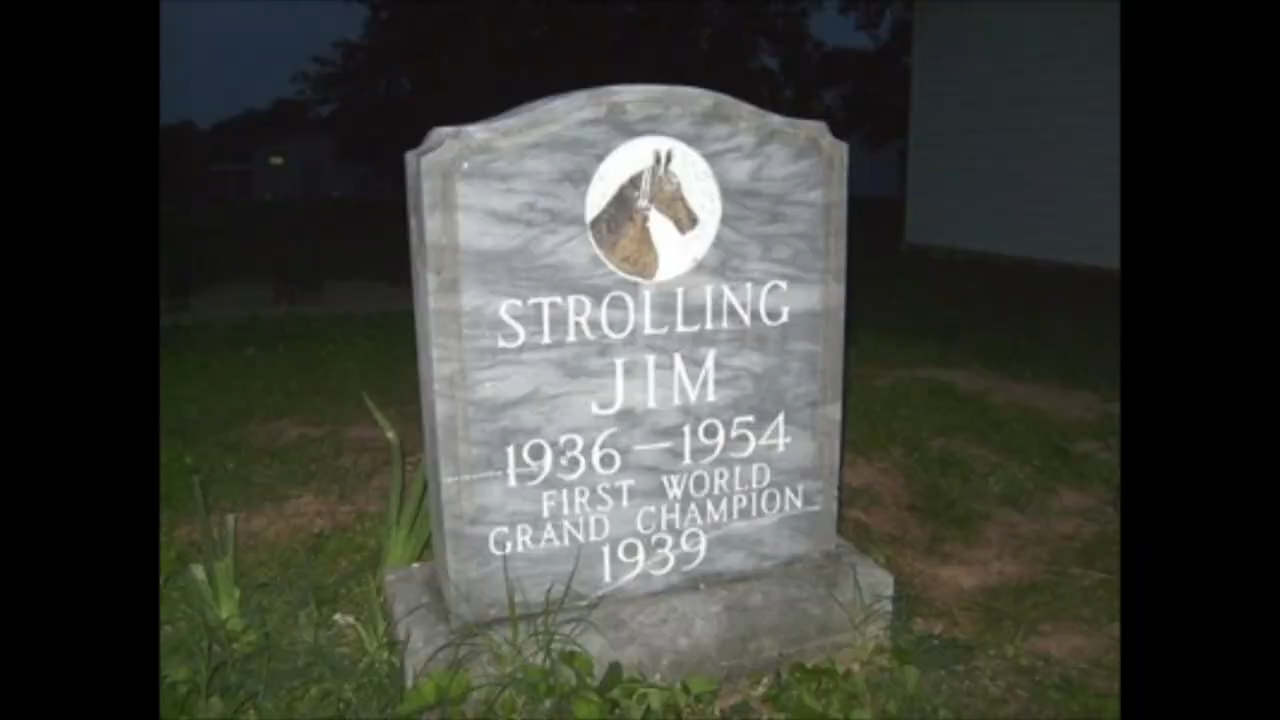 STROLLING
JIM
1936-1954
FIRST WORLD
GRAND CHAMPION
1939